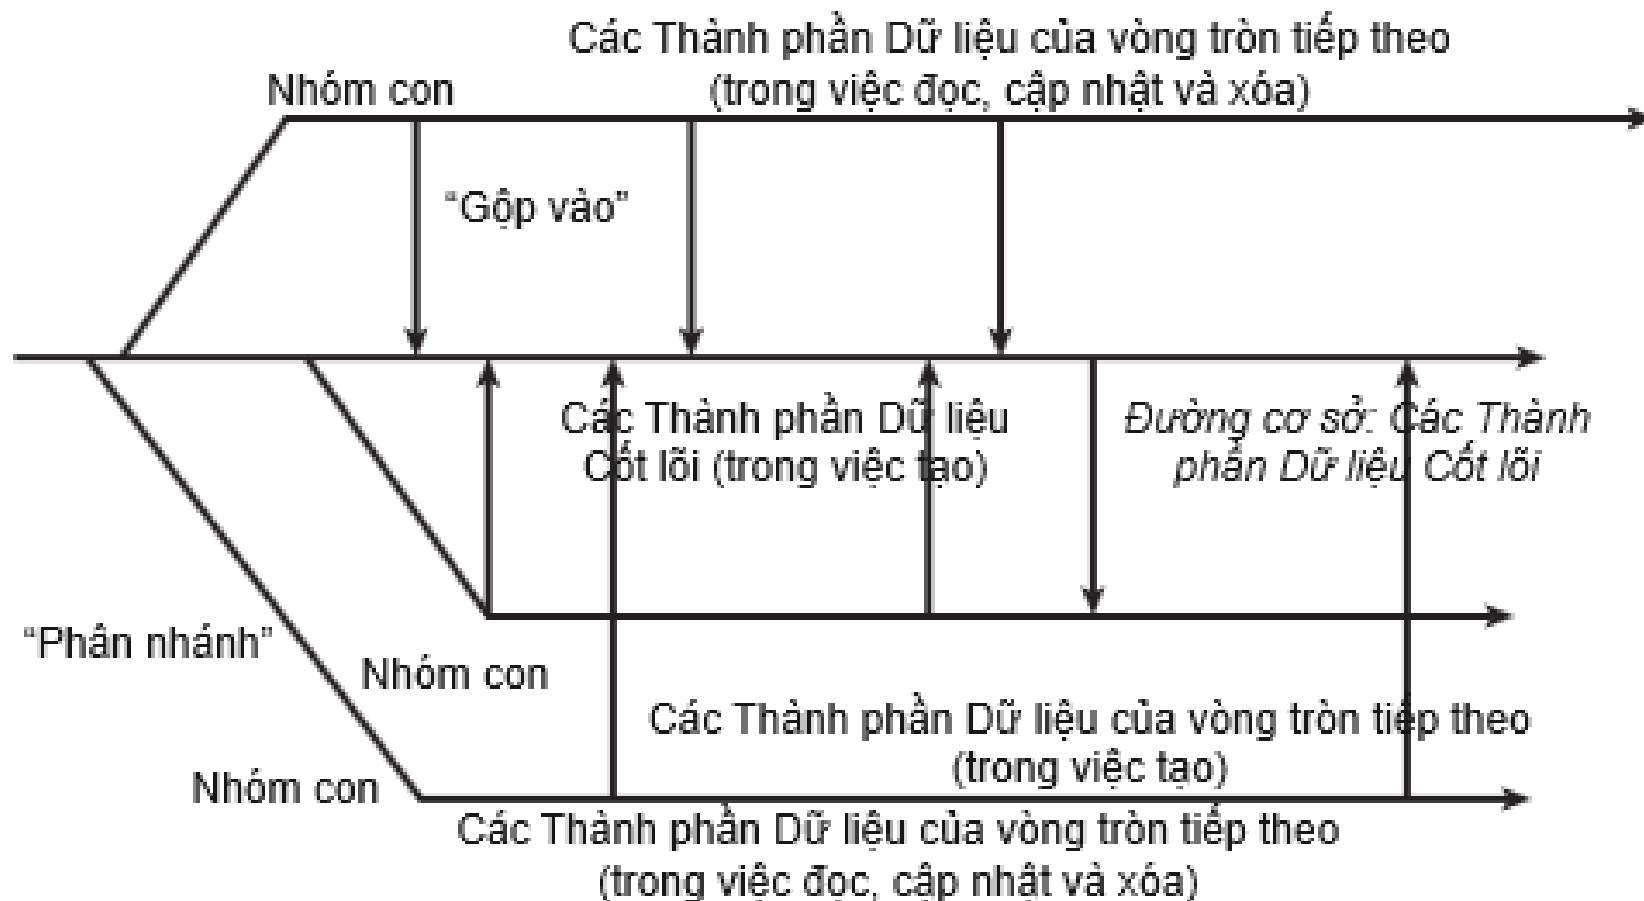 Các Thành phần Dữ liệu của vòng tròn tiếp theo
(trong việc đọc, cập nhật và xóa)
Nhóm con
“Gộp vào”
Các Thành phần Dữ liệu
Cốt lõi (trong việc tạo)
Đường cơ sở: Các Thành
phần Dữ liệu Cốt lõi
“Phân nhánh”
Nhóm con
Các Thành phần Dữ liệu của vòng tròn tiếp theo
(trong việc tạo)
Nhóm con
Các Thành phần Dữ liệu của vòng tròn tiếp theo
(trong việc đọc, cập nhật và xóa)